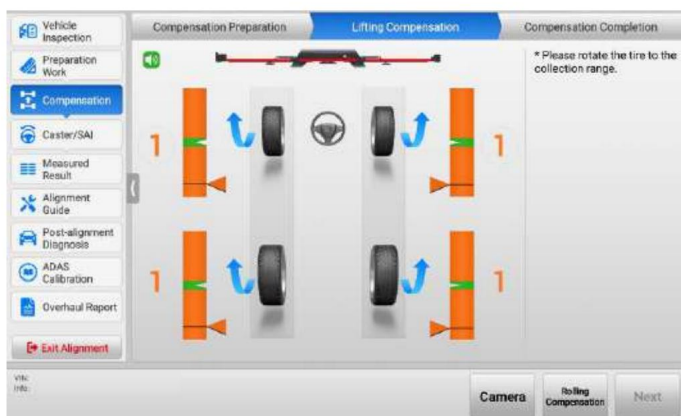 Vehicle
Inspection
Preparation
Work
Compensation
Caster/SAI
Measured
Result
Alignment
Guide
Post-alignment
Diagnosis
ADAS
Calibration
Overhaul Report
Exit Alignment
Compensation Preparation
Lifting Compensation
Compensation Completion
* Please rotate the tire to the
collection range.
1
1
1
1
VIN:
Info:
Camera
Rolling
Compensation
Next